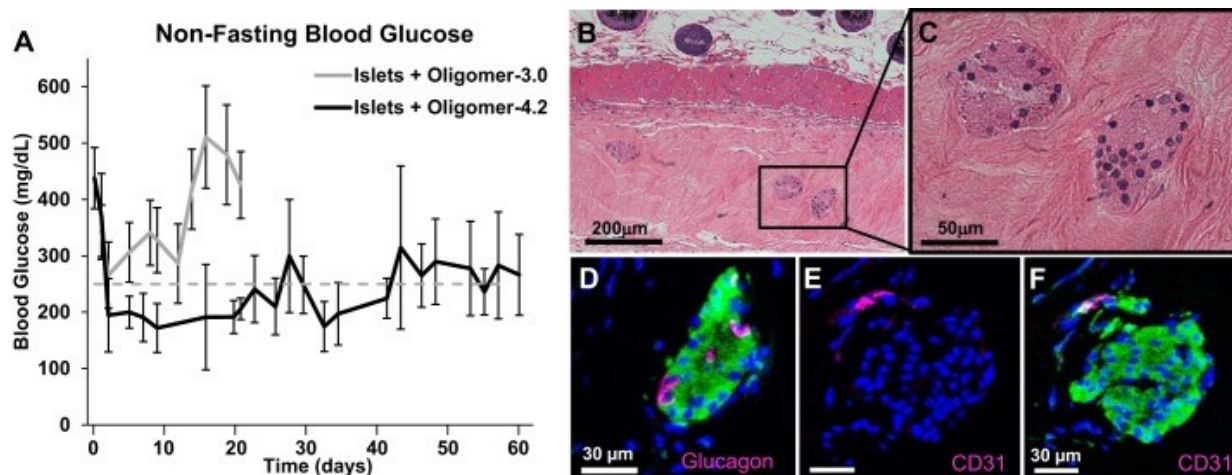 A
Non-Fasting Blood Glucose
Islets + Oligomer-3.0
Islets + Oligomer-4.2
Blood Glucose (mg/dL)
600
500
400
300
200
100
0
0
10
20
30
40
50
60
Time (days)
B
200μm
C
50μm
D
30 μm
Glucagon
E
CD31
F
30 μm
CD31